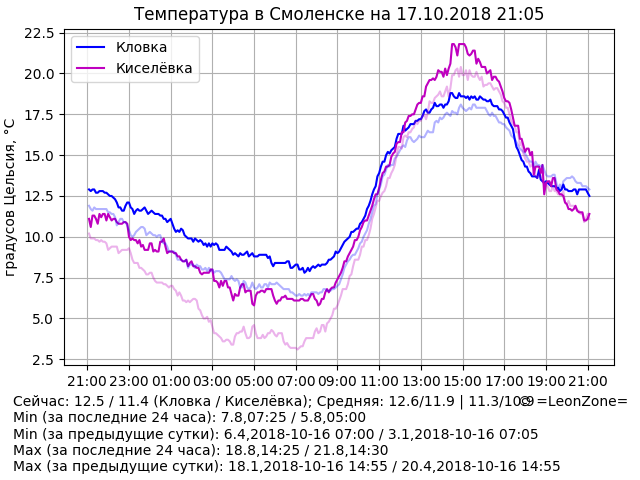 Температура в Смоленске на 17.10.2018 21:05
градусов Цельсия, °C
22.5
20.0
17.5
15.0
12.5
10.0
7.5
5.0
2.5
Кловка
Киселёвка
21:00 23:00 01:00 03:00 05:00 07:00 09:00 11:00 13:00 15:00 17:00 19:00 21:00
Сейчас: 12.5 / 11.4 (Кловка / Киселёвка); Средняя: 12.6/11.9 | 11.3/10.9 =LeonZone=
Min (за последние 24 часа): 7.8,07:25 / 5.8,05:00
Min (за предыдущие сутки): 6.4,2018-10-16 07:00 / 3.1,2018-10-16 07:05
Max (за последние 24 часа): 18.8,14:25 / 21.8,14:30
Max (за предыдущие сутки): 18.1,2018-10-16 14:55 / 20.4,2018-10-16 14:55